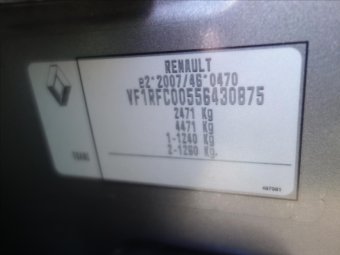 RENAULT
e2*2007/46*0470
VF1RFC00556430875
2471 Kg
4471 Kg
1-1240 Kg
2-1260 Kg